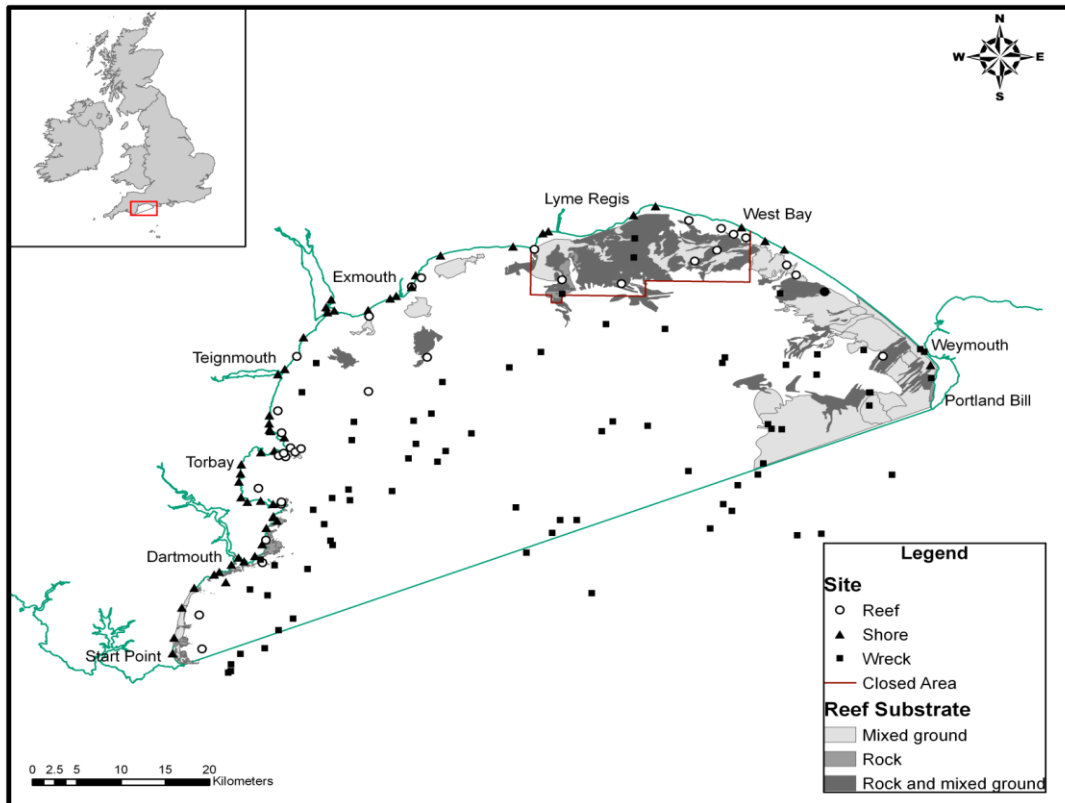 N
W E
S
Lyme Regis
West Bay
Exmouth
Weymouth
Teignmouth
Portland Bill
Torbay
Dartmouth
Start Point
Legend
Site
Reef
Shore
Wreck
Closed Area
Reef Substrate
Mixed ground
Rock
Rock and mixed ground
0 2.5 5 10 15 20
Kilometers